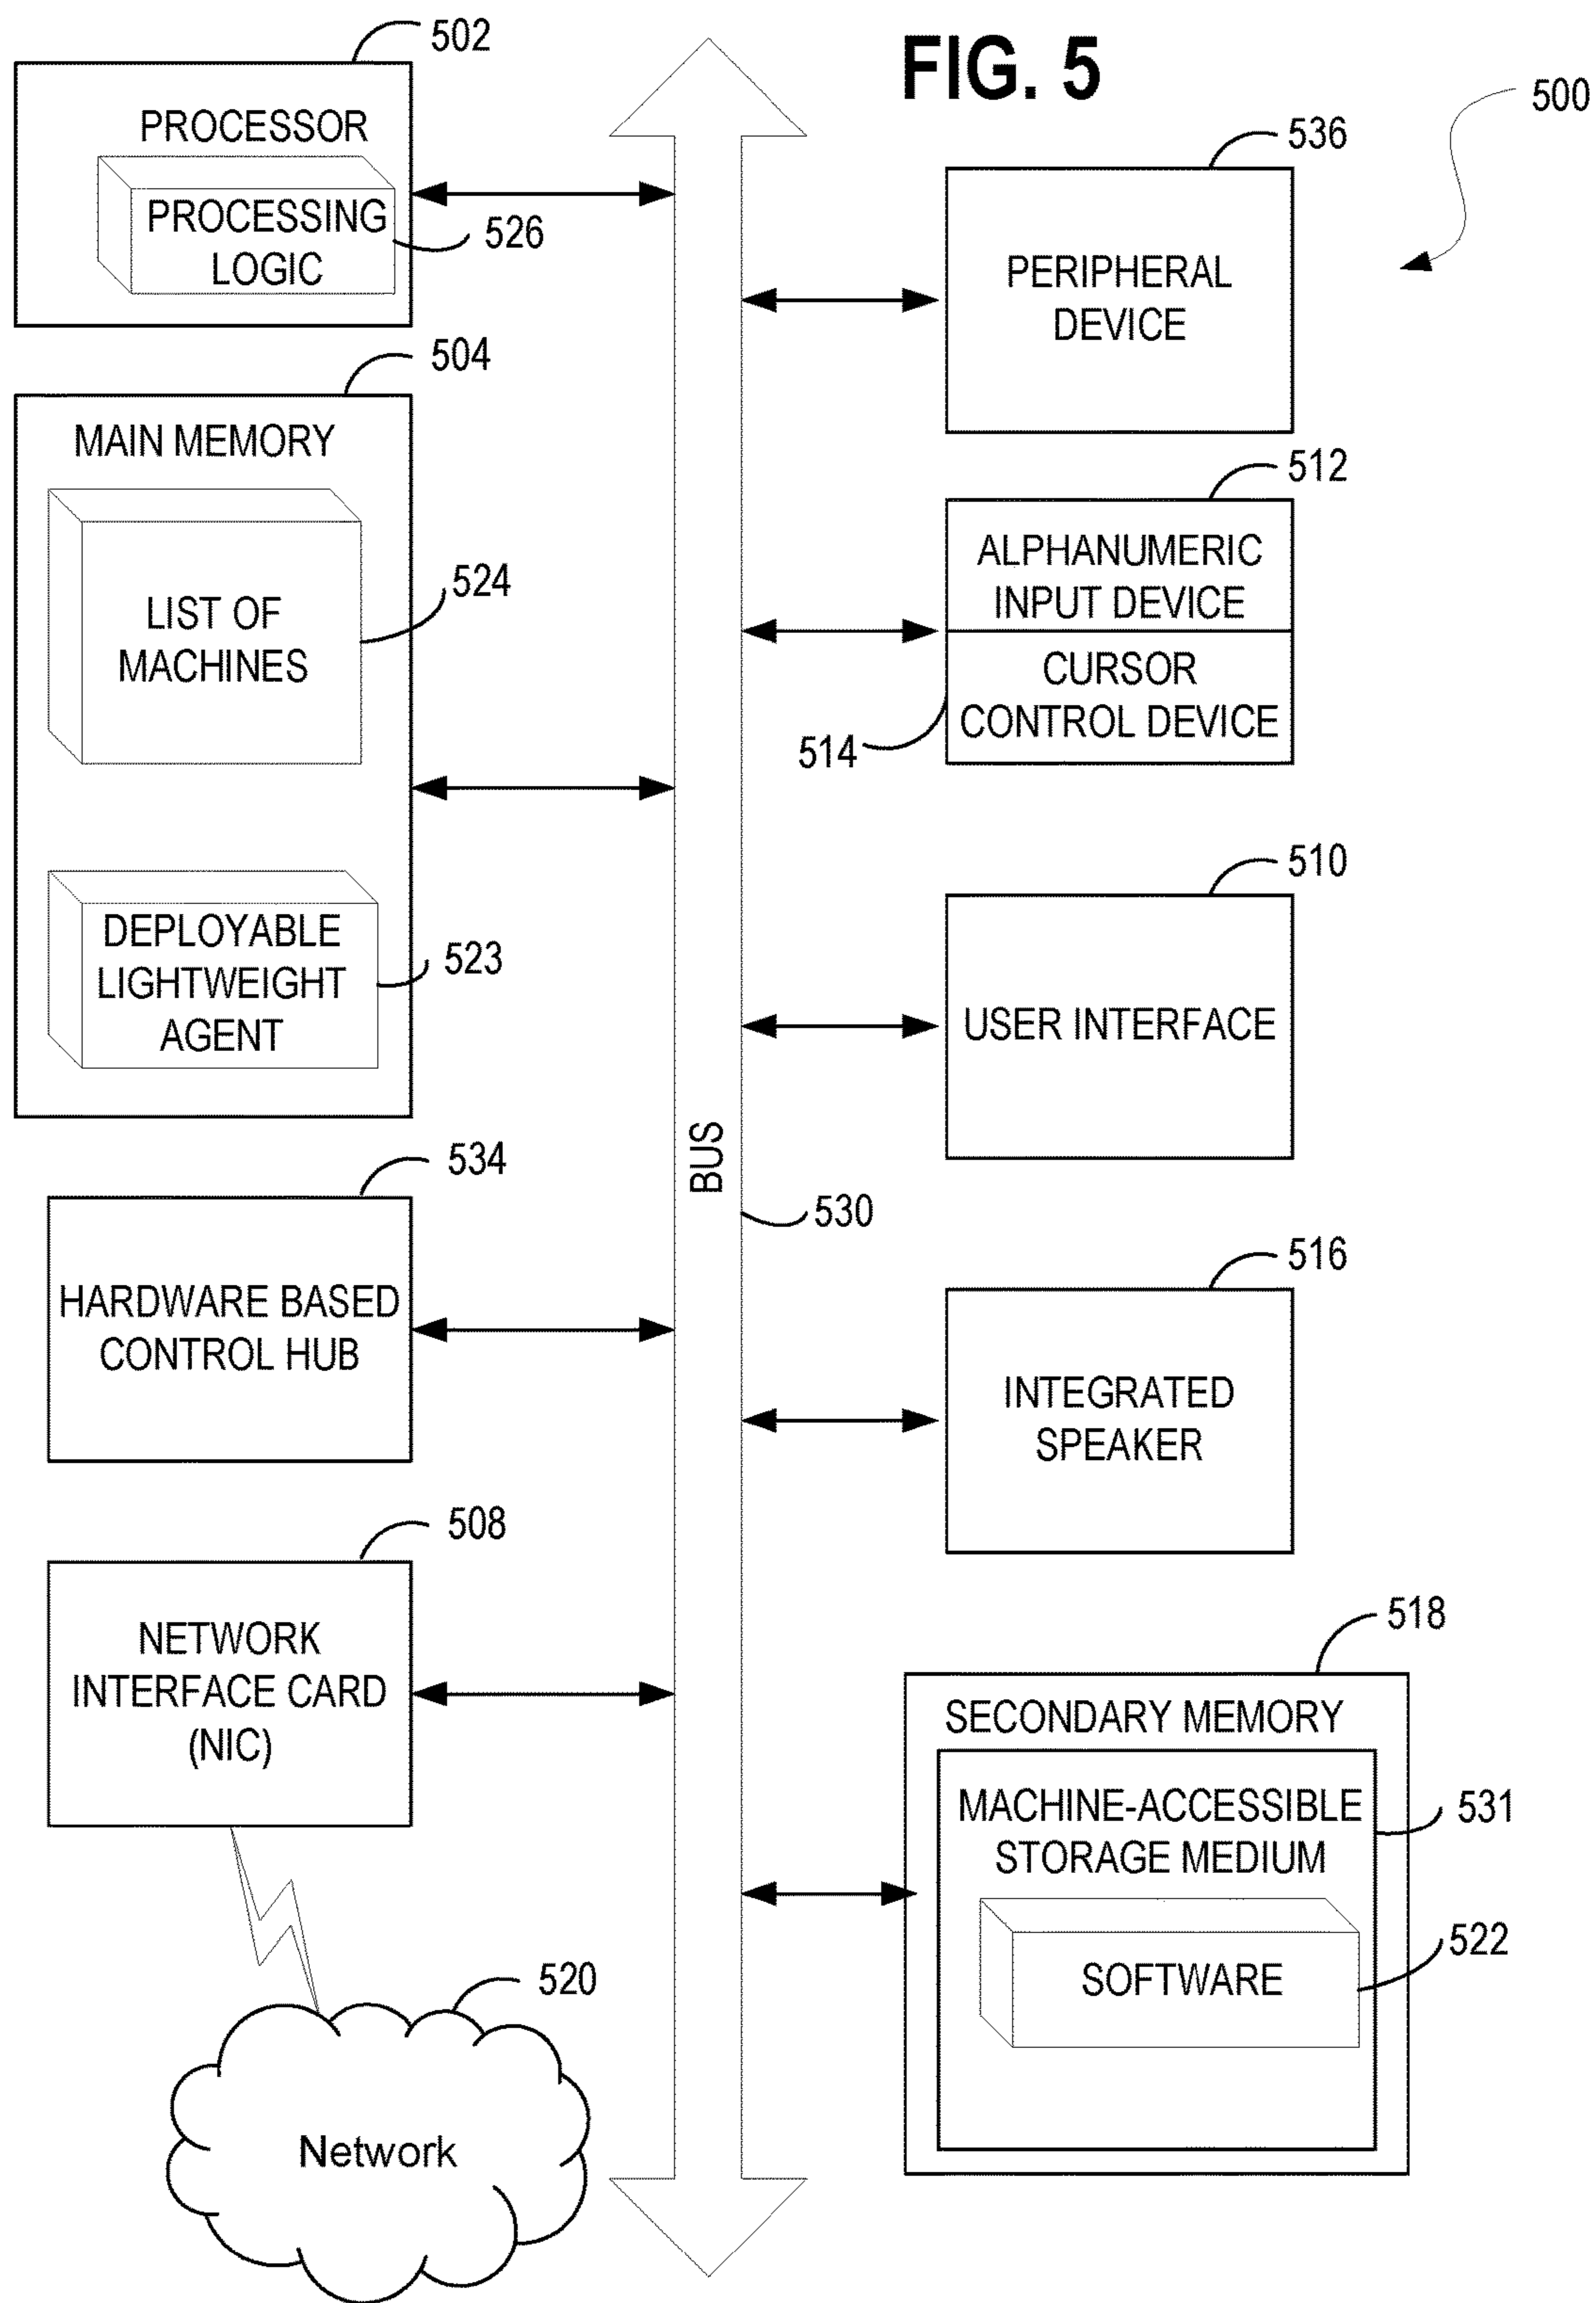 FIG. 5
500
502
PROCESSOR
PROCESSING
LOGIC
526
504
MAIN MEMORY
LIST OF
MACHINES
524
DEPLOYABLE
LIGHTWEIGHT
AGENT
523
534
HARDWARE BASED
CONTROL HUB
508
NETWORK
INTERFACE CARD
(NIC)
520
Network
BUS
530
536
PERIPHERAL
DEVICE
512
ALPHANUMERIC
INPUT DEVICE
CURSOR
CONTROL DEVICE
514
510
USER INTERFACE
516
INTEGRATED
SPEAKER
518
SECONDARY MEMORY
MACHINE-ACCESSIBLE
STORAGE MEDIUM
531
SOFTWARE
522